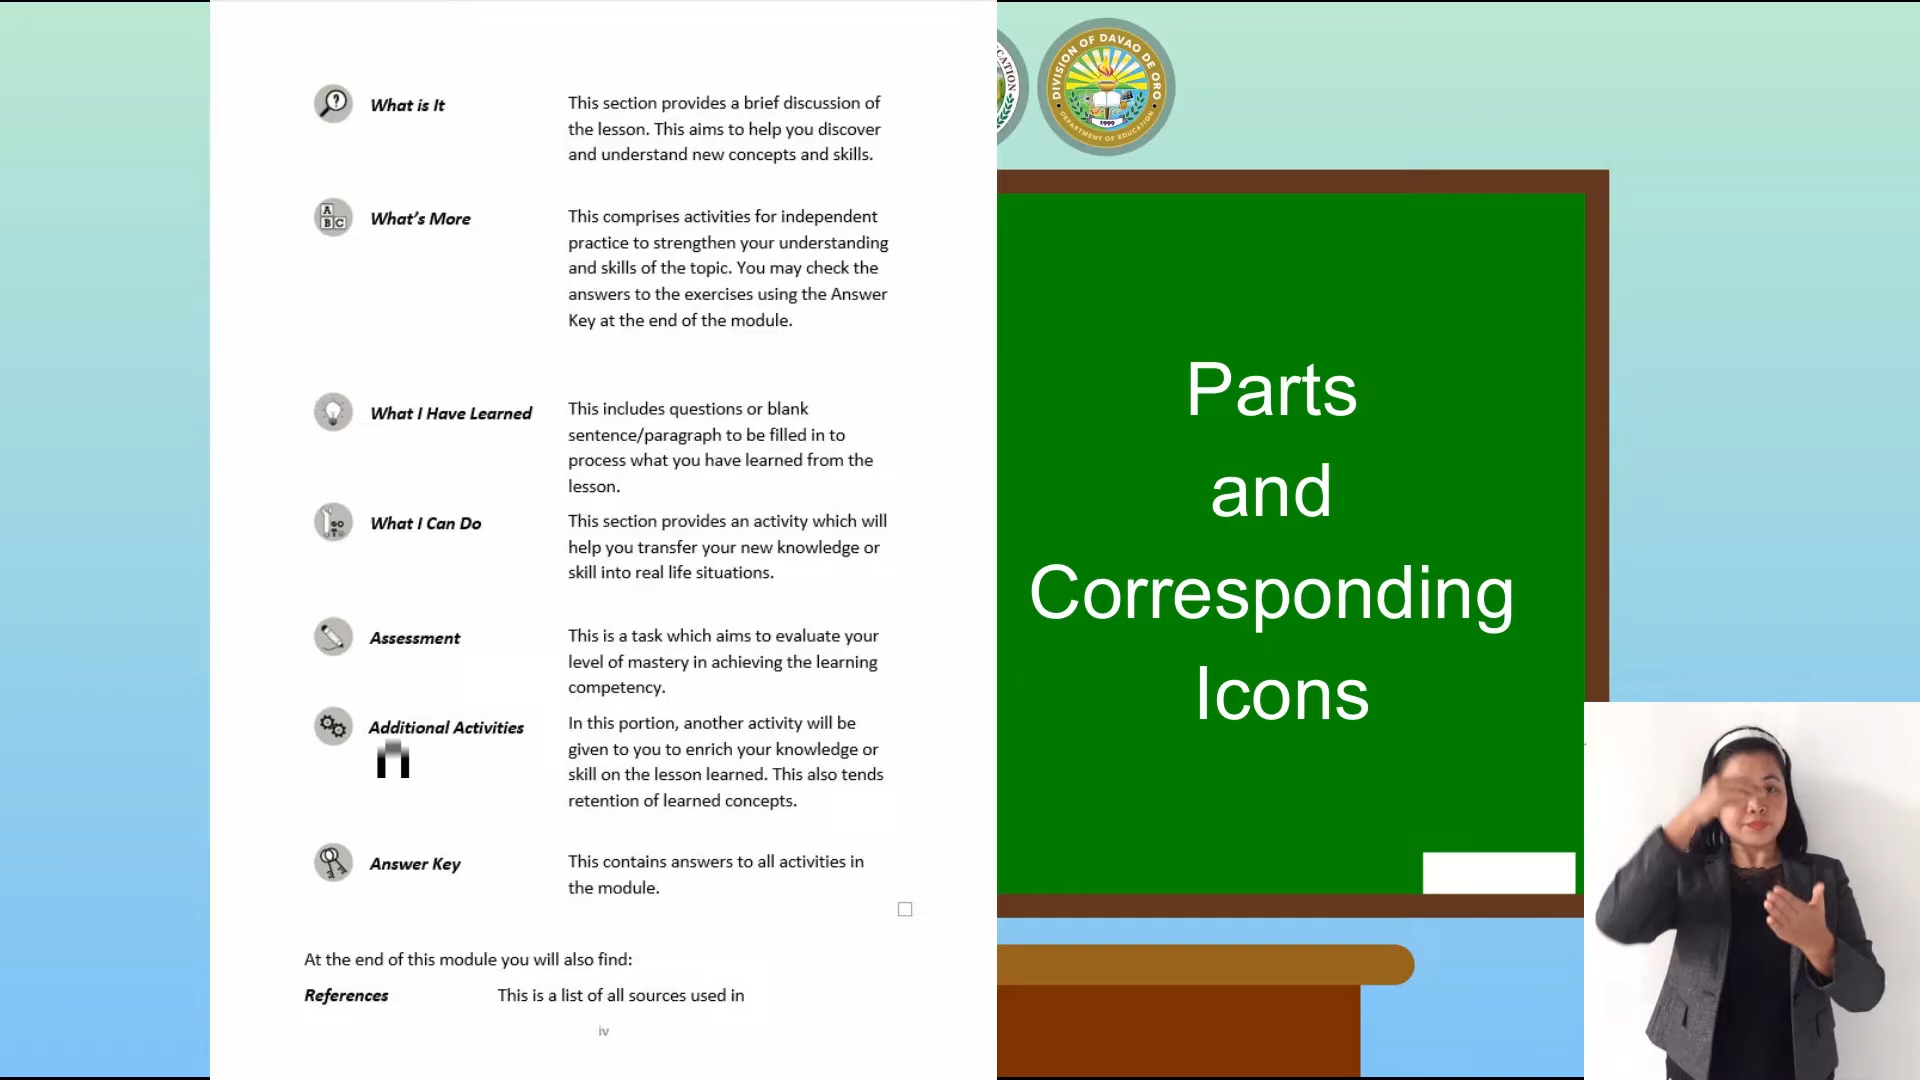 What is It
This section provides a brief discussion of
the lesson. This aims to help you discover
and understand new concepts and skills.
What's More
This comprises activities for independent
practice to strengthen your understanding
and skills of the topic. You may check the
answers to the exercises using the Answer
Key at the end of the module.
What I Have Learned
This includes questions or blank
sentence/paragraph to be filled in to
process what you have learned from the
lesson.
What I Can Do
This section provides an activity which will
help you transfer your new knowledge or
skill into real life situations.
Assessment
This is a task which aims to evaluate your
level of mastery in achieving the learning
competency.
Additional Activities
In this portion, another activity will be
given to you to enrich your knowledge or
skill on the lesson learned. This also tends
retention of learned concepts.
Answer Key
This contains answers to all activities in
the module.
At the end of this module you will also find:
References
This is a list of all sources used in
iv
DIVISION OF DAVAO DE ORO
1999
DEPARTMENT OF EDUCATION
Parts
and
Corresponding
Icons
A
B C